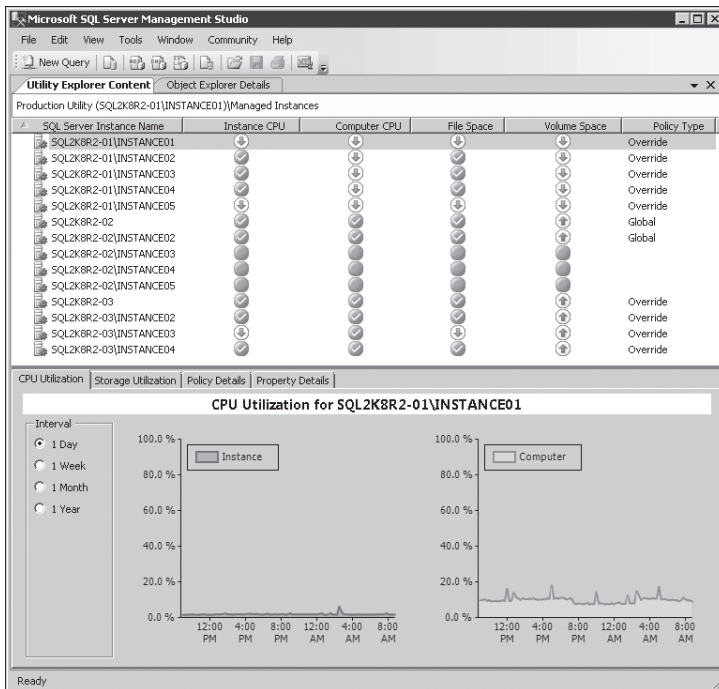 Microsoft SQL Server Management Studio
File Edit View Tools Window Community Help
New Query
Utility Explorer Content Object Explorer Details
Production Utility (SQL2K8R2-01\INSTANCE01)\Managed Instances
SQL Server Instance Name Instance CPU Computer CPU File Space Volume Space Policy Type
SQL2K8R2-01\INSTANCE01 Override
SQL2K8R2-01\INSTANCE02 Override
SQL2K8R2-01\INSTANCE03 Override
SQL2K8R2-01\INSTANCE04 Override
SQL2K8R2-01\INSTANCE05 Override
SQL2K8R2-02 Global
SQL2K8R2-02\INSTANCE02 Global
SQL2K8R2-02\INSTANCE03
SQL2K8R2-02\INSTANCE04
SQL2K8R2-02\INSTANCE05
SQL2K8R2-03 Override
SQL2K8R2-03\INSTANCE02 Override
SQL2K8R2-03\INSTANCE03 Override
SQL2K8R2-03\INSTANCE04 Override
CPU Utilization Storage Utilization Policy Details Property Details
CPU Utilization for SQL2K8R2-01\INSTANCE01
Interval
1 Day
1 Week
1 Month
1 Year
100.0 %
80.0 %
60.0 %
40.0 %
20.0 %
0.0 %
Instance
12:00 4:00 8:00 12:00 4:00 8:00
PM PM PM AM AM AM
100.0 %
80.0 %
60.0 %
40.0 %
20.0 %
0.0 %
Computer
12:00 4:00 8:00 12:00 4:00 8:00
PM PM PM AM AM AM
Ready